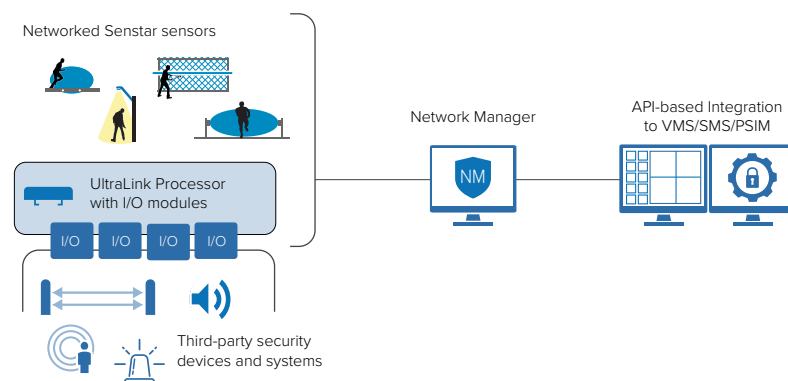 Networked Senstar sensors
UltraLink Processor
with I/O modules
I/O
I/O
I/O
I/O
Third-party security
devices and systems
Network Manager
NM
API-based Integration
to VMS/SMS/PSIM